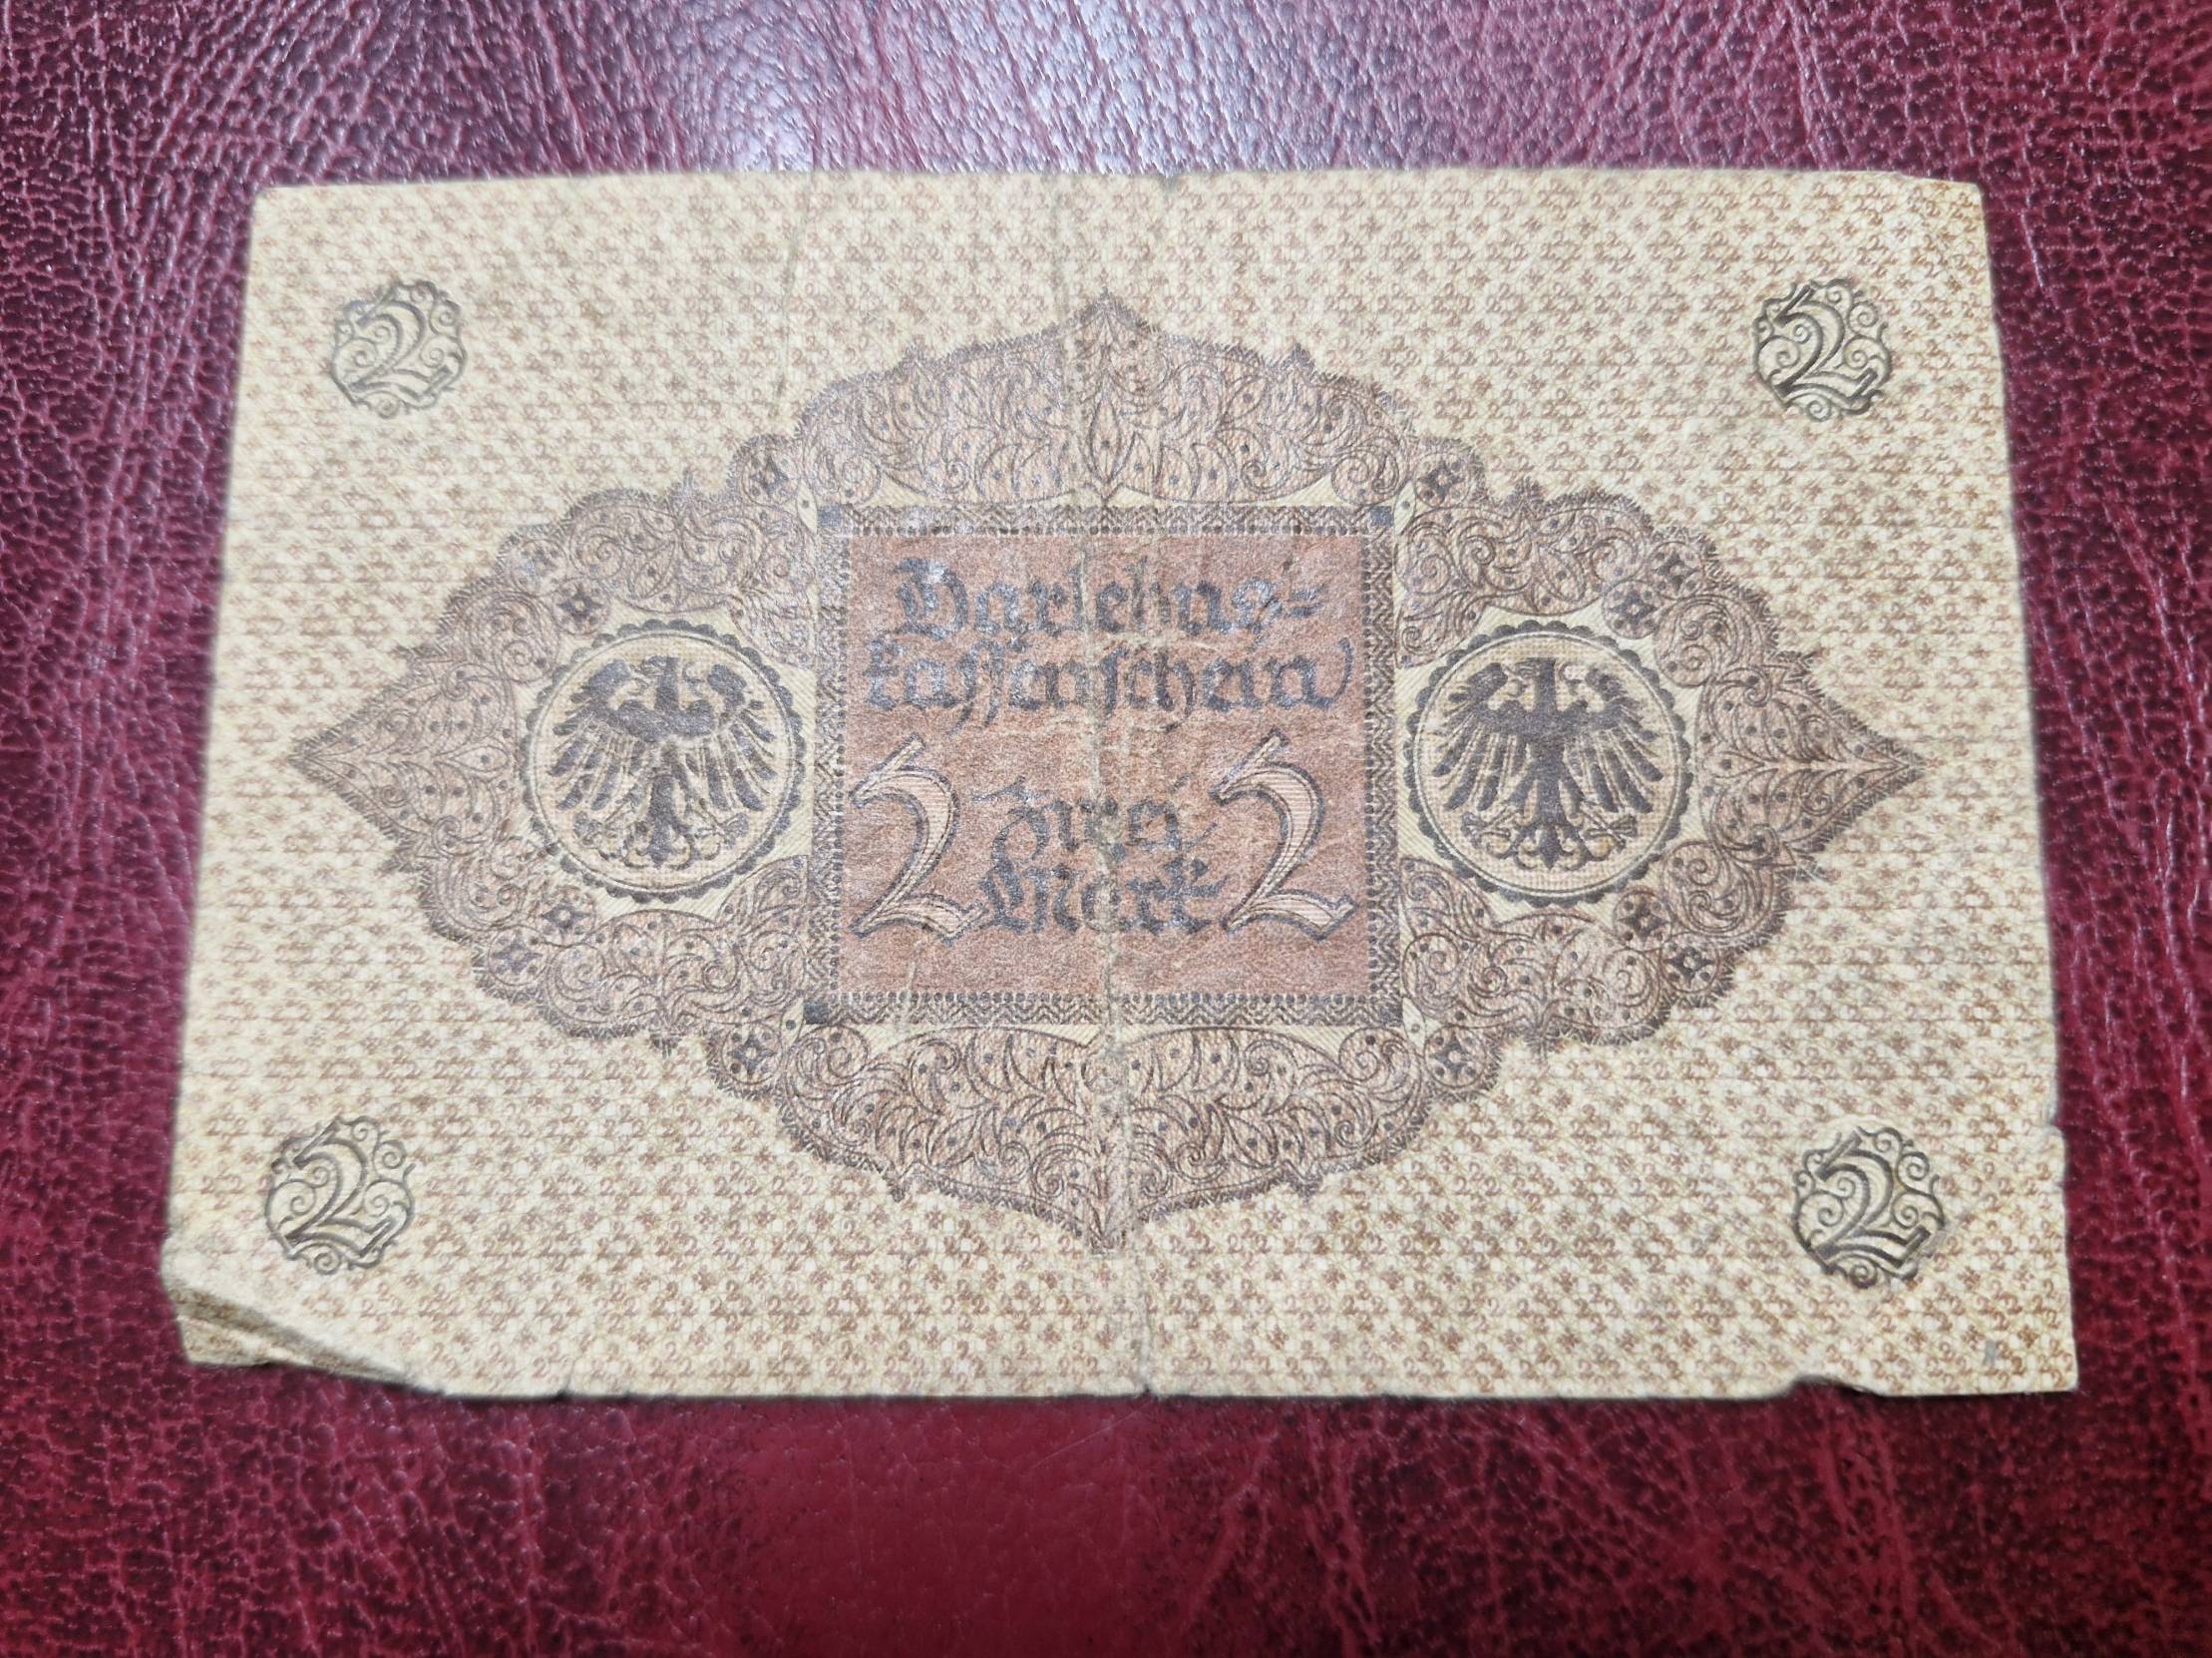 2 2
Darlehns-
kassenschein
2 Zwei 2
Mark
2 2